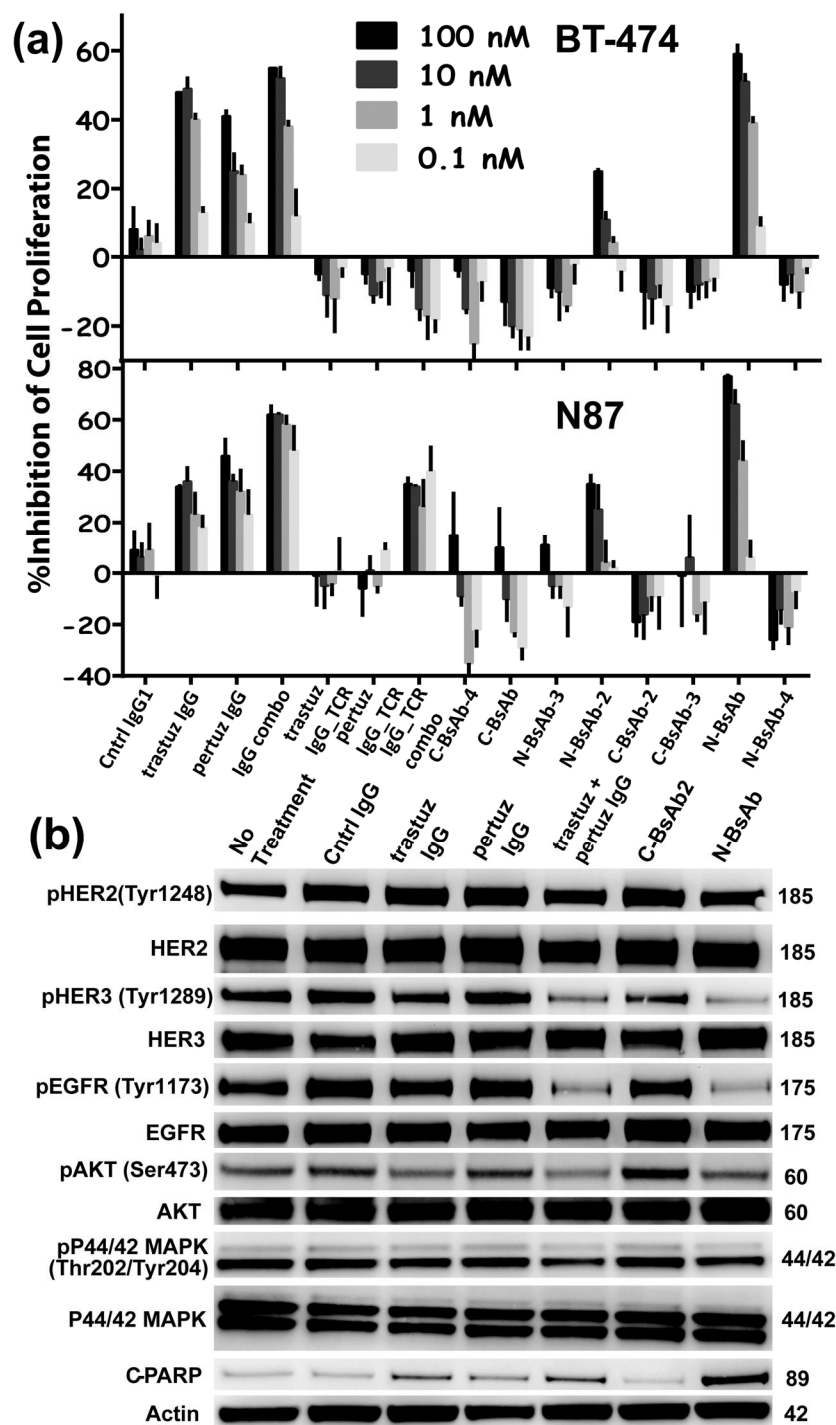 (a)
100 nM
BT-474
10 nM
1 nM
0.1 nM
%Inhibition of Cell Proliferation
60
40
20
0
-20
80
N87
60
40
20
0
-20
-40
Cntrl IgG1
trastuz IgG
pertuz IgG
IgG combo
trastuz
IgG_TCR
pertuz
IgG_TCR
IgG_TCR
combo
C-BsAb-4
C-BsAb
N-BsAb-3
N-BsAb-2
C-BsAb-2
C-BsAb-3
N-BsAb
N-BsAb-4
(b)
No
Treatment
Cntrl IgG
trastuz
IgG
pertuz
IgG
trastuz +
pertuz IgG
C-BsAb2
N-BsAb
pHER2(Tyr1248)
185
HER2
185
pHER3 (Tyr1289)
185
HER3
185
pEGFR (Tyr1173)
175
EGFR
175
pAKT (Ser473)
60
AKT
60
pP44/42 MAPK
(Thr202/Tyr204)
44/42
P44/42 MAPK
44/42
C-PARP
89
Actin
42